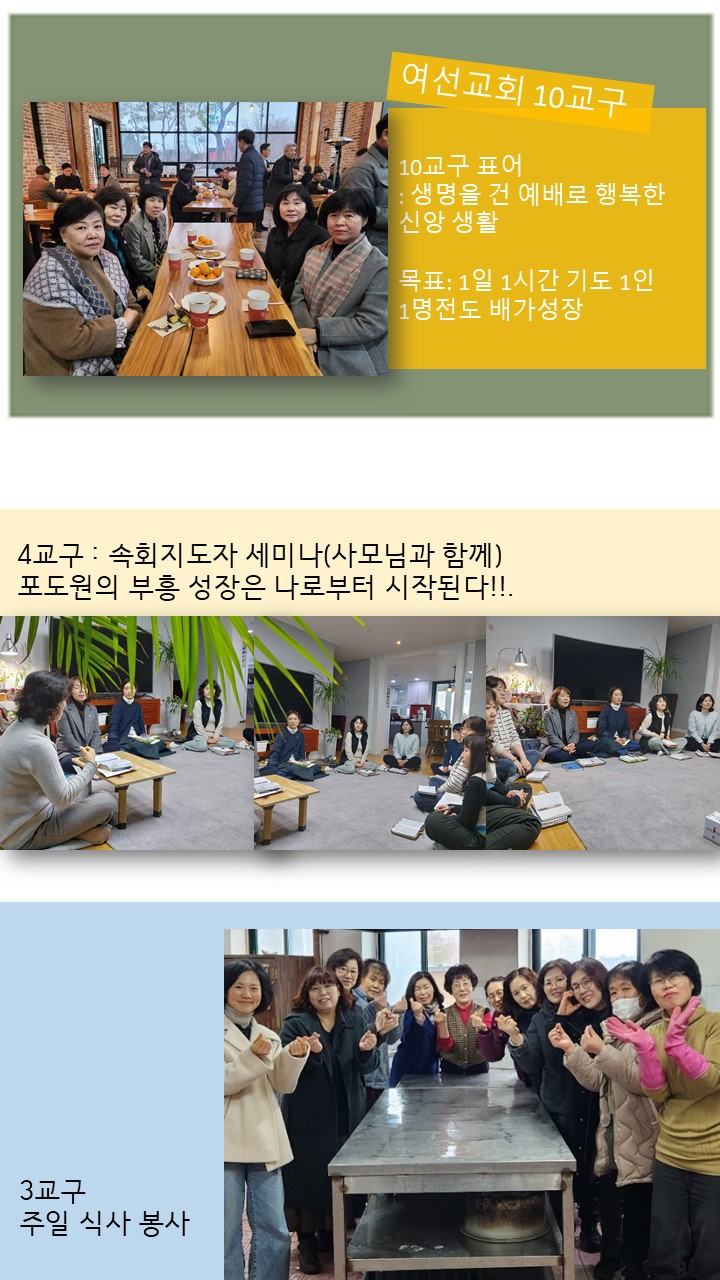 여선교회 10교구
10교구 표어
: 생명을 건 예배로 행복한
신앙 생활
목표: 1일 1시간 기도 1인
1명전도 배가성장
4교구 : 속회지도자 세미나(사모님과 함께)
포도원의 부흥 성장은 나로부터 시작된다!!.
3교구
주일 식사 봉사